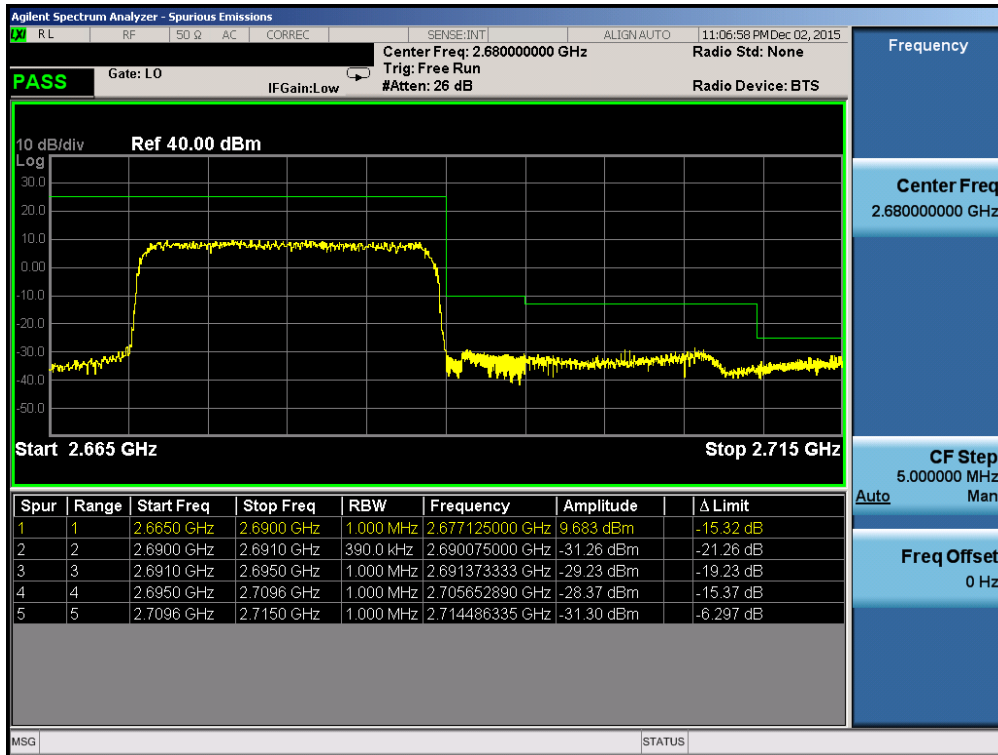 Agilent Spectrum Analyzer - Spurious Emissions
LXI RL RF 50 Ω AC CORREC SENSE:INT ALIGN AUTO 11:06:58 PM Dec 02, 2015
Center Freq: 2.680000000 GHz Radio Std: None
PASS Gate: LO Trig: Free Run
IFGain:Low #Atten: 26 dB Radio Device: BTS
10 dB/div Ref 40.00 dBm
Log
30.0
20.0
10.0
0.00
-10.0
-20.0
-30.0
-40.0
-50.0
Start 2.665 GHz Stop 2.715 GHz
Spur Range Start Freq Stop Freq RBW Frequency Amplitude Δ Limit
1 1 2.6650 GHz 2.6900 GHz 1.000 MHz 2.677125000 GHz 9.683 dBm -15.32 dB
2 2 2.6900 GHz 2.6910 GHz 390.0 kHz 2.690075000 GHz -31.26 dBm -21.26 dB
3 3 2.6910 GHz 2.6950 GHz 1.000 MHz 2.691373333 GHz -29.23 dBm -19.23 dB
4 4 2.6950 GHz 2.7096 GHz 1.000 MHz 2.705652890 GHz -28.37 dBm -15.37 dB
5 5 2.7096 GHz 2.7150 GHz 1.000 MHz 2.714486335 GHz -31.30 dBm -6.297 dB
Frequency
Center Freq
2.680000000 GHz
CF Step
5.000000 MHz
Auto Man
Freq Offset
0 Hz
MSG STATUS